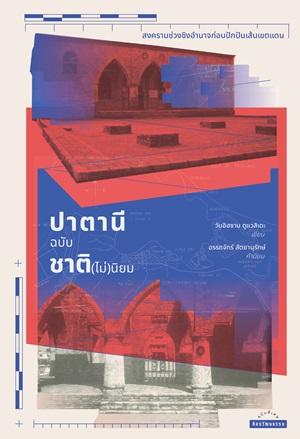 สงครามช่วงชิงอำนาจก่อนปักปันเส้นเขตแดน
ปาตานี
ฉบับ
ชาติ(ไม่)นิยม
วันอิฮซาน ตูแวสิเดะ
เขียน
อรรถจักร์ สัตยานุรักษ์
คำนิยม
ศิลปวัฒนธรรม